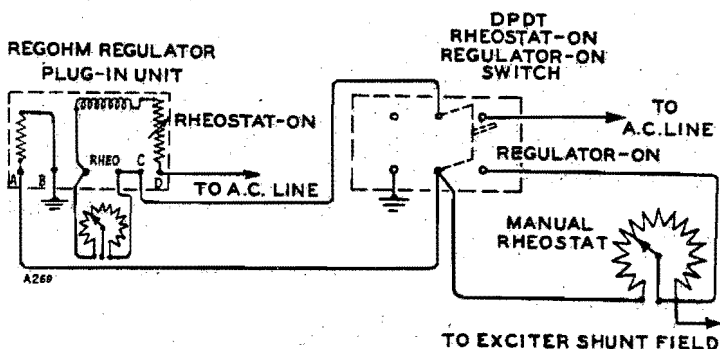 REGOHM REGULATOR
PLUG-IN UNIT
DPDT
RHEOSTAT-ON
REGULATOR-ON
SWITCH
RHEOSTAT-ON
A
B
RHEO
C
D
TO A.C. LINE
TO
A.C. LINE
REGULATOR-ON
MANUAL
RHEOSTAT
A269
TO EXCITER SHUNT FIELD